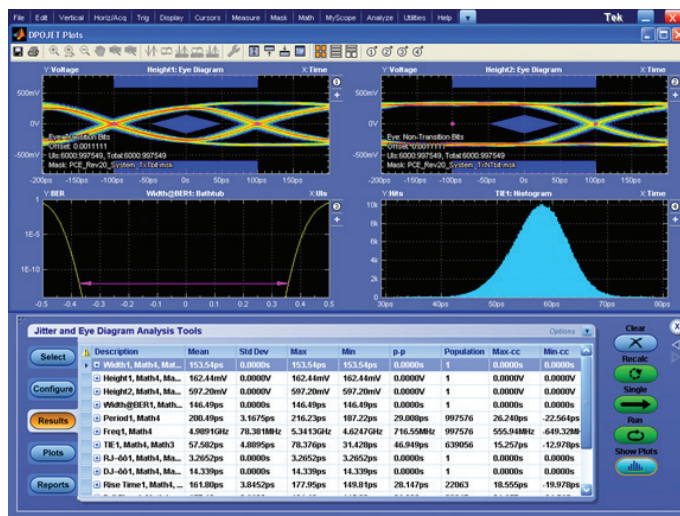 File Edit Vertical Horiz/Acq Trig Display Cursors Measure Mask Math MyScope Analyze Utilities Help Tek
DPOJET Plots
Y:Voltage Height1: Eye Diagram X:Time
500mV
0V
-500mV
Eye: Transition Bits
Offset: 0.0011111
UIs:6000:997549, Total:6000:997549
-200ps -150ps -100ps -50ps 0s 50ps 100ps 150ps
1
Y:Voltage Height2: Eye Diagram X:Time
500mV
0V
-500mV
Eye: Non-Transition Bits
Offset: 0.0011111
UIs:6000:997549, Total:6000:997549
-200ps -150ps -100ps -50ps 0s 50ps 100ps 150ps
2
Y:BER Width@BER1: Bathtub X:UIs
1
1E-5
1E-10
-0.5 -0.4 -0.3 -0.2 -0.1 0 0.1 0.2 0.3 0.4 0.5
3
Y:Hits TIE1: Histogram X:Time
10k
8k
6k
4k
2k
0
30ps 40ps 50ps 60ps 70ps 80ps
4
Jitter and Eye Diagram Analysis Tools Options
Select
Configure
Results
Plots
Reports
Description Mean Std Dev Max Min p-p Population Max-cc Min-cc
Width1, Math4, Mat... 153.54ps 0.0000s 153.54ps 153.54ps 0.0000s 1 0.0000s 0.0000s
Height1, Math4, Ma... 162.44mV 0.0000V 162.44mV 162.44mV 0.0000V 1 0.0000V 0.0000V
Height2, Math4, Ma... 597.20mV 0.0000V 597.20mV 597.20mV 0.0000V 1 0.0000V 0.0000V
Width@BER1, Math... 146.49ps 0.0000s 146.49ps 146.49ps 0.0000s 1 0.0000s 0.0000s
Period1, Math4 200.49ps 3.1675ps 216.23ps 187.22ps 29.008ps 997576 26.240ps -22.564ps
Freq1, Math4 4.9891GHz 78.381MHz 5.3413GHz 4.6247GHz 716.55MHz 997576 555.94MHz -649.32M
TIE1, Math4, Math3 57.582ps 4.8895ps 78.376ps 31.428ps 46.949ps 639056 15.257ps -12.978ps
RJ-δδ1, Math4, Ma... 3.2652ps 0.0000s 3.2652ps 3.2652ps 0.0000s 1 0.0000s 0.0000s
DJ-δδ1, Math4, Ma... 14.339ps 0.0000s 14.339ps 14.339ps 0.0000s 1 0.0000s 0.0000s
Rise Time1, Math4, ... 161.80ps 3.8452ps 177.95ps 149.81ps 28.147ps 22063 18.555ps -19.978ps
Clear
Recalc
Single
Run
Show Plots